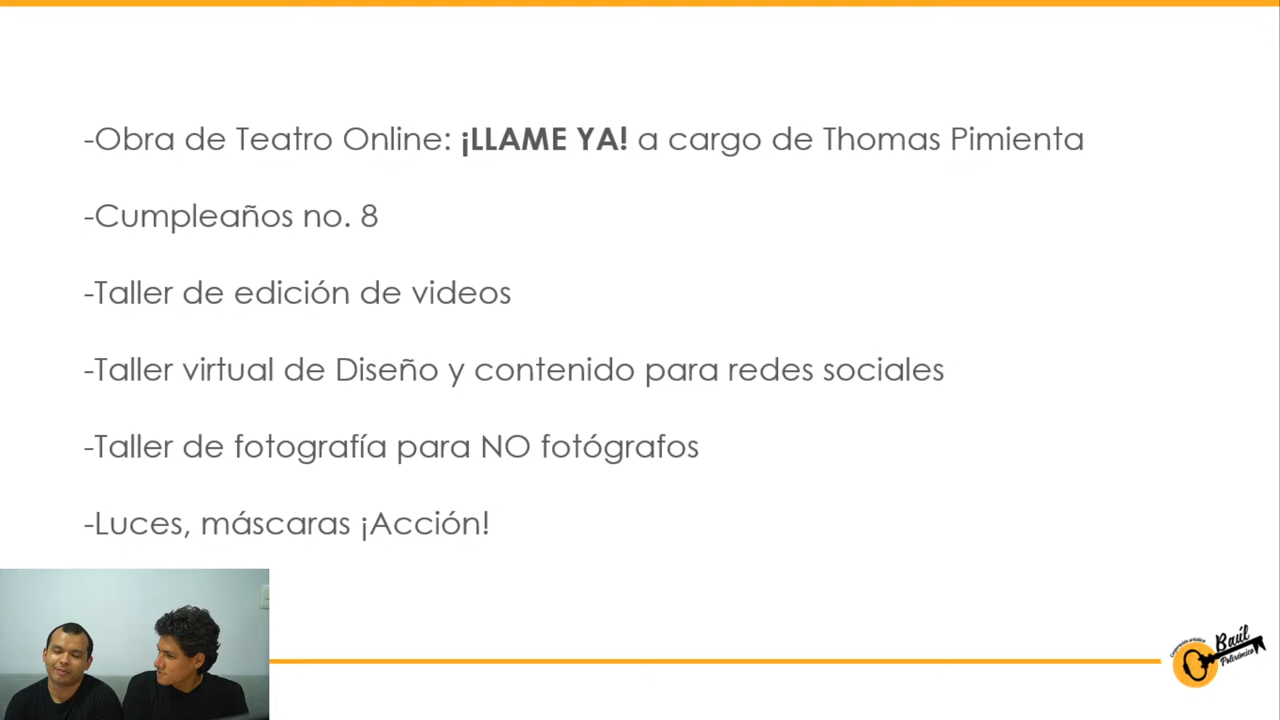 -Obra de Teatro Online: ¡LLAME YA! a cargo de Thomas Pimienta
-Cumpleaños no. 8
-Taller de edición de videos
-Taller virtual de Diseño y contenido para redes sociales
-Taller de fotografía para NO fotógrafos
-Luces, máscaras ¡Acción!
Baúl
Polisémico